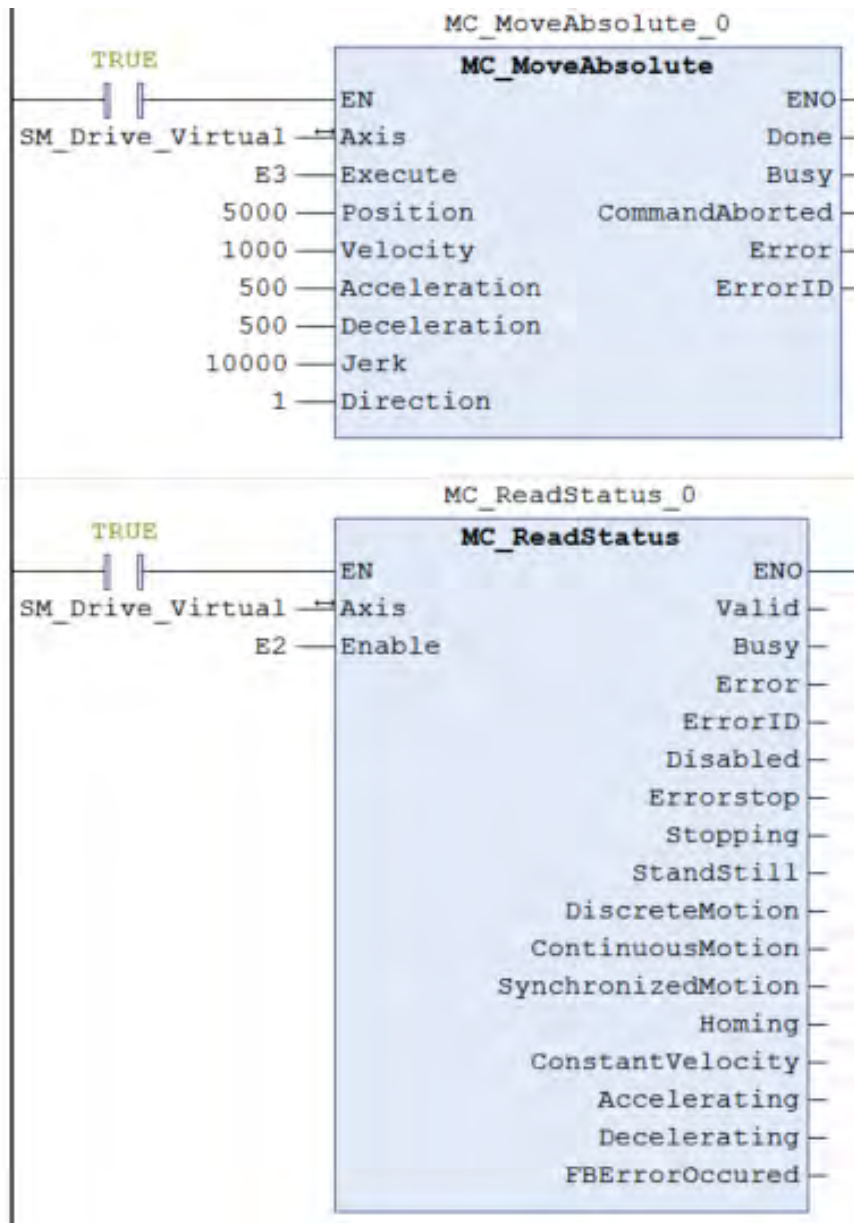 MC_MoveAbsolute_0
TRUE
MC_MoveAbsolute
EN ENO
SM_Drive_Virtual Axis Done
E3 Execute Busy
5000 Position CommandAborted
1000 Velocity Error
500 Acceleration ErrorID
500 Deceleration
10000 Jerk
1 Direction
MC_ReadStatus_0
TRUE
MC_ReadStatus
EN ENO
SM_Drive_Virtual Axis Valid
E2 Enable Busy
Error
ErrorID
Disabled
Errorstop
Stopping
StandStill
DiscreteMotion
ContinuousMotion
SynchronizedMotion
Homing
ConstantVelocity
Accelerating
Decelerating
FBErrorOccured